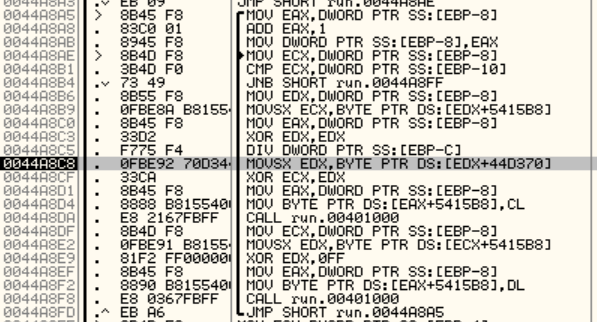 0044A8A3 .v EB 09 JMP SHORT run.0044A8AE
0044A8A5 > 8B45 F8 MOV EAX,DWORD PTR SS:[EBP-8]
0044A8A8 . 83C0 01 ADD EAX,1
0044A8AB . 8945 F8 MOV DWORD PTR SS:[EBP-8],EAX
0044A8AE > 8B4D F8 MOV ECX,DWORD PTR SS:[EBP-8]
0044A8B1 . 3B4D F0 CMP ECX,DWORD PTR SS:[EBP-10]
0044A8B4 .v 73 49 JNB SHORT run.0044A8FF
0044A8B6 . 8B55 F8 MOV EDX,DWORD PTR SS:[EBP-8]
0044A8B9 . 0FBE8A B8155 MOVSX ECX,BYTE PTR DS:[EDX+5415B8]
0044A8C0 . 8B45 F8 MOV EAX,DWORD PTR SS:[EBP-8]
0044A8C3 . 33D2 XOR EDX,EDX
0044A8C5 . F775 F4 DIV DWORD PTR SS:[EBP-C]
0044A8C8 . 0FBE92 70D34 MOVSX EDX,BYTE PTR DS:[EDX+44D370]
0044A8CF . 33CA XOR ECX,EDX
0044A8D1 . 8B45 F8 MOV EAX,DWORD PTR SS:[EBP-8]
0044A8D4 . 8888 B8155400 MOV BYTE PTR DS:[EAX+5415B8],CL
0044A8DA . E8 2167FBFF CALL run.00401000
0044A8DF . 8B4D F8 MOV ECX,DWORD PTR SS:[EBP-8]
0044A8E2 . 0FBE91 B8155 MOVSX EDX,BYTE PTR DS:[ECX+5415B8]
0044A8E9 . 81F2 FF000000 XOR EDX,0FF
0044A8EF . 8B45 F8 MOV EAX,DWORD PTR SS:[EBP-8]
0044A8F2 . 8890 B8155400 MOV BYTE PTR DS:[EAX+5415B8],DL
0044A8F8 . E8 0367FBFF CALL run.00401000
0044A8FD .^ EB A6 JMP SHORT run.0044A8A5